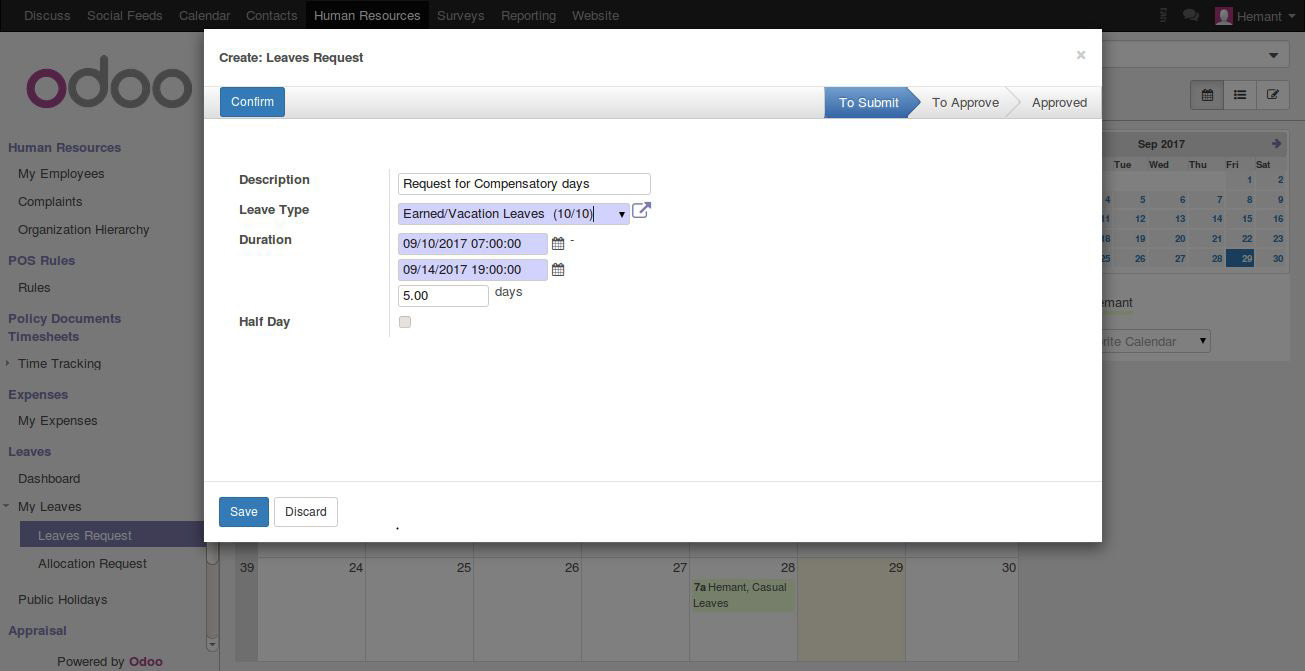 Discuss Social Feeds Calendar Contacts Human Resources Surveys Reporting Website Hemant
odoo
Human Resources
My Employees
Complaints
Organization Hierarchy
POS Rules
Rules
Policy Documents
Timesheets
Time Tracking
Expenses
My Expenses
Leaves
Dashboard
My Leaves
Leaves Request
Allocation Request
Public Holidays
Appraisal
Powered by Odoo
Create: Leaves Request ×
Confirm To Submit To Approve Approved
Description Request for Compensatory days
Leave Type Earned/Vacation Leaves (10/10)
Duration 09/10/2017 07:00:00 -
09/14/2017 19:00:00
5.00 days
Half Day
Save Discard
Sep 2017
Tue Wed Thu Fri Sat
1 2
4 5 6 7 8 9
11 12 13 14 15 16
18 19 20 21 22 23
25 26 27 28 29 30
emant
rite Calendar
39 24 25 26 27 28 29 30
7a Hemant, Casual
Leaves